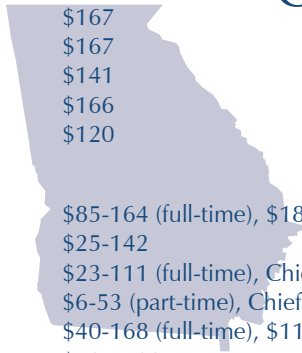 $167
$167
$141
$166
$120
$85-164 (full-time), $18
$25-142
$23-111 (full-time), Chi
$6-53 (part-time), Chief
$40-168 (full-time), $11